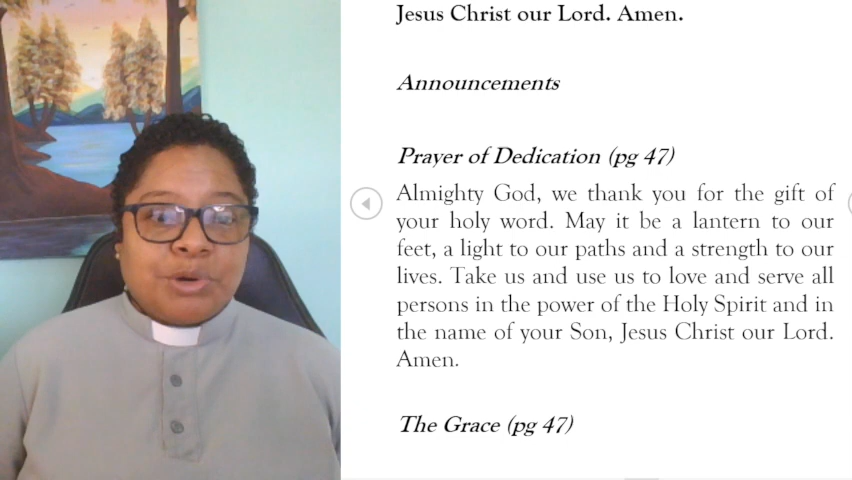 Jesus Christ our Lord. Amen.
Announcements
Prayer of Dedication (pg 47)
Almighty God, we thank you for the gift of
your holy word. May it be a lantern to our
feet, a light to our paths and a strength to our
lives. Take us and use us to love and serve all
persons in the power of the Holy Spirit and in
the name of your Son, Jesus Christ our Lord.
Amen.
The Grace (pg 47)